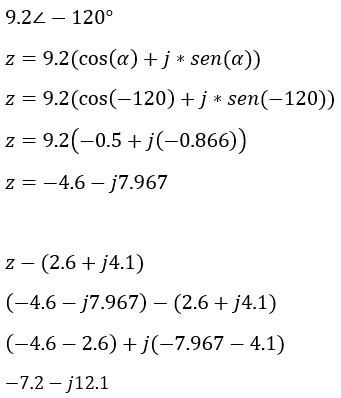 9.2∠ − 120°
z = 9.2(cos(α) + j * sen(α))
z = 9.2(cos(−120) + j * sen(−120))
z = 9.2(−0.5 + j(−0.866))
z = −4.6 − j7.967
z − (2.6 + j4.1)
(−4.6 − j7.967) − (2.6 + j4.1)
(−4.6 − 2.6) + j(−7.967 − 4.1)
−7.2 − j12.1